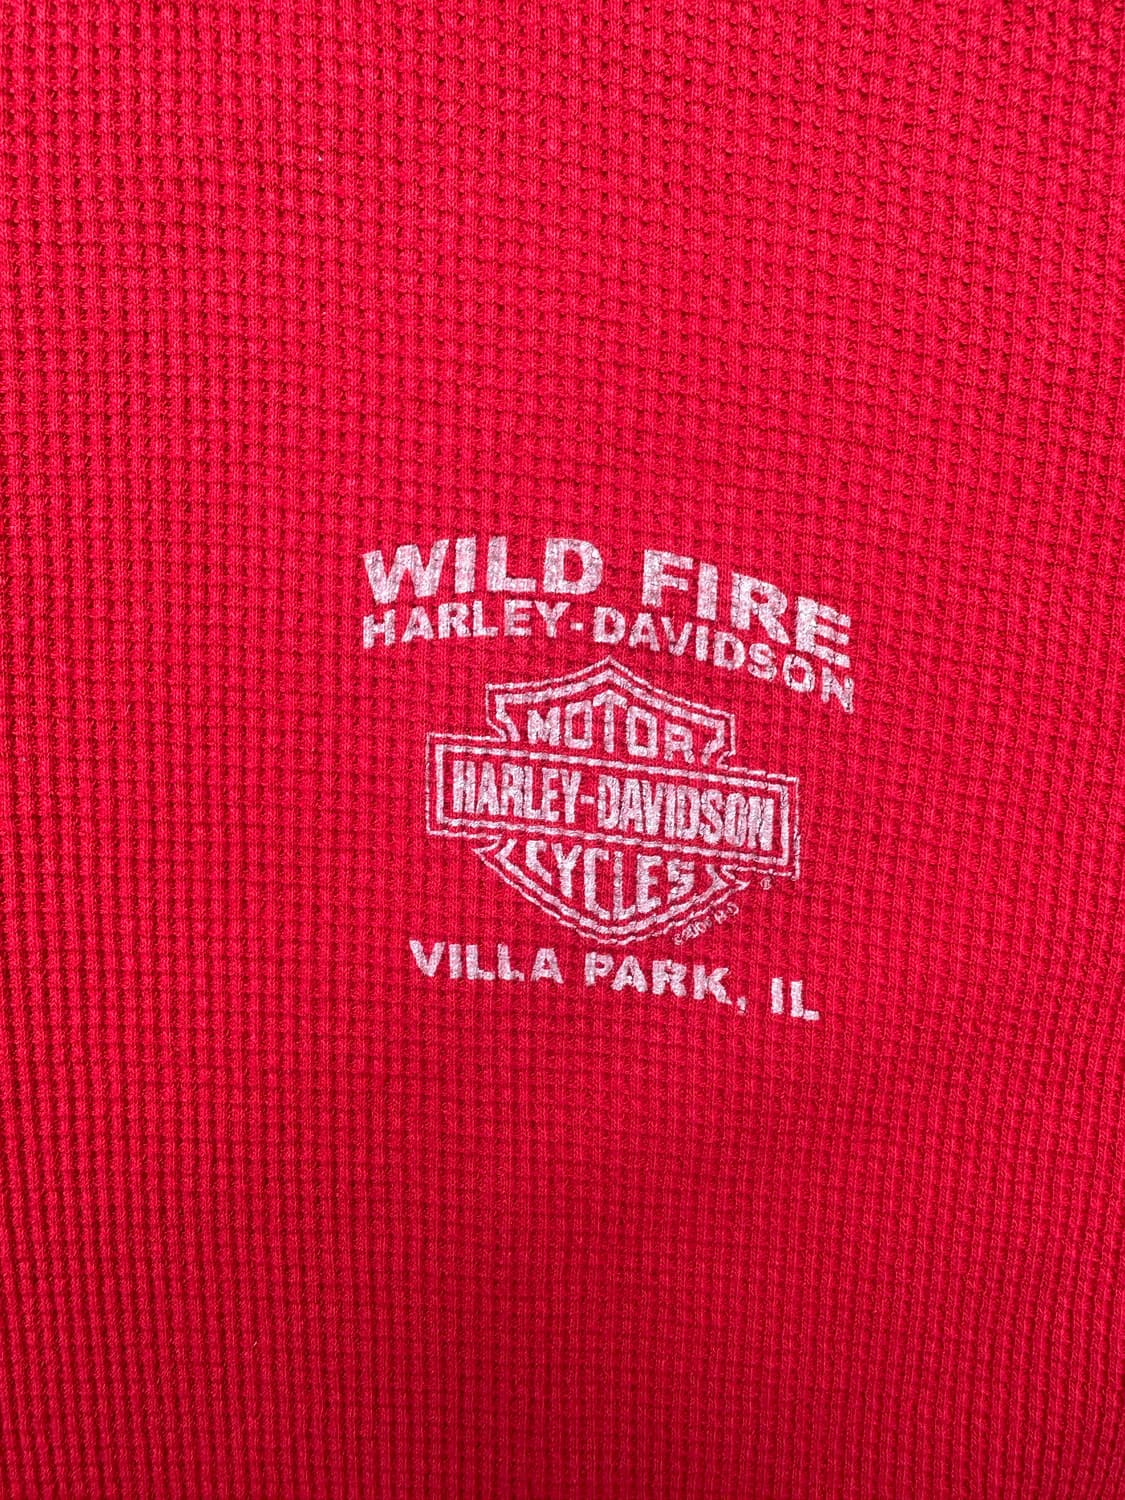 WILD FIRE
HARLEY-DAVIDSON
MOTOR
HARLEY-DAVIDSON
CYCLES
®
H-D
VILLA PARK, IL